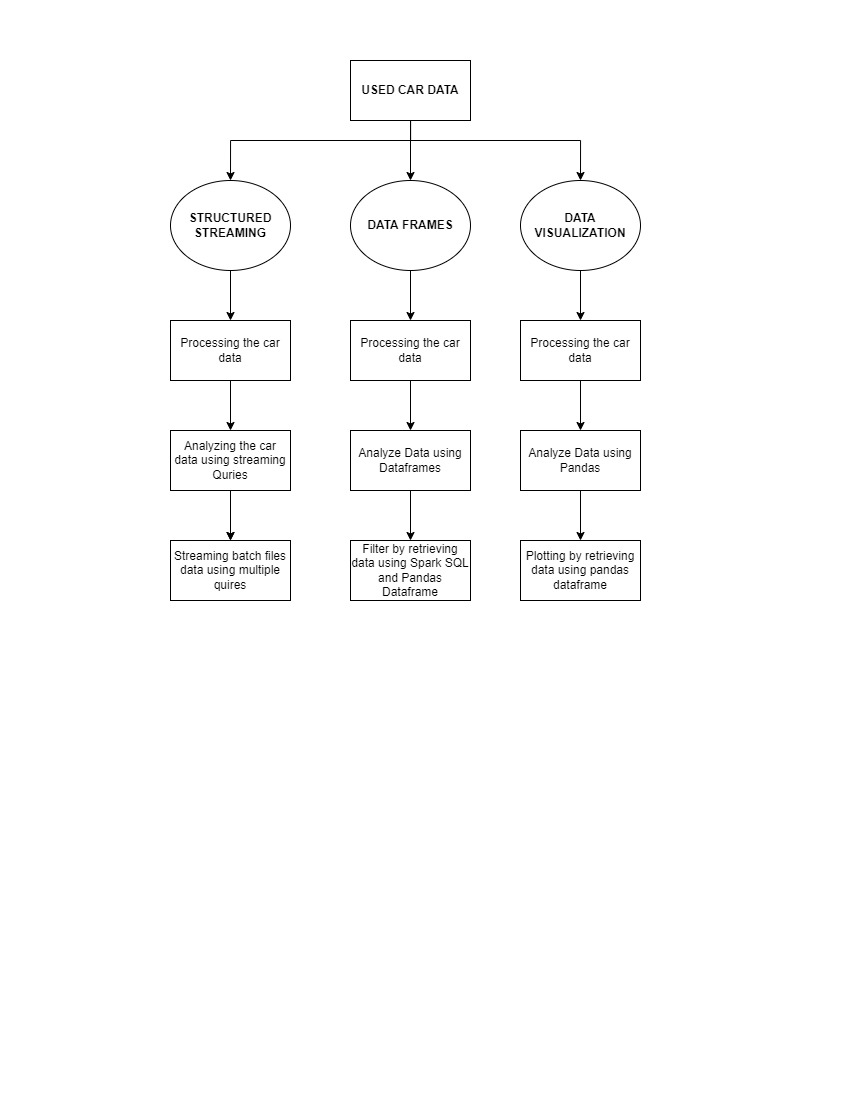 USED CAR DATA
STRUCTURED
STREAMING
DATA FRAMES
DATA
VISUALIZATION
Processing the car
data
Processing the car
data
Processing the car
data
Analyzing the car
data using streaming
Quries
Analyze Data using
Dataframes
Analyze Data using
Pandas
Streaming batch files
data using multiple
quires
Filter by retrieving
data using Spark SQL
and Pandas
Dataframe
Plotting by retrieving
data using pandas
dataframe